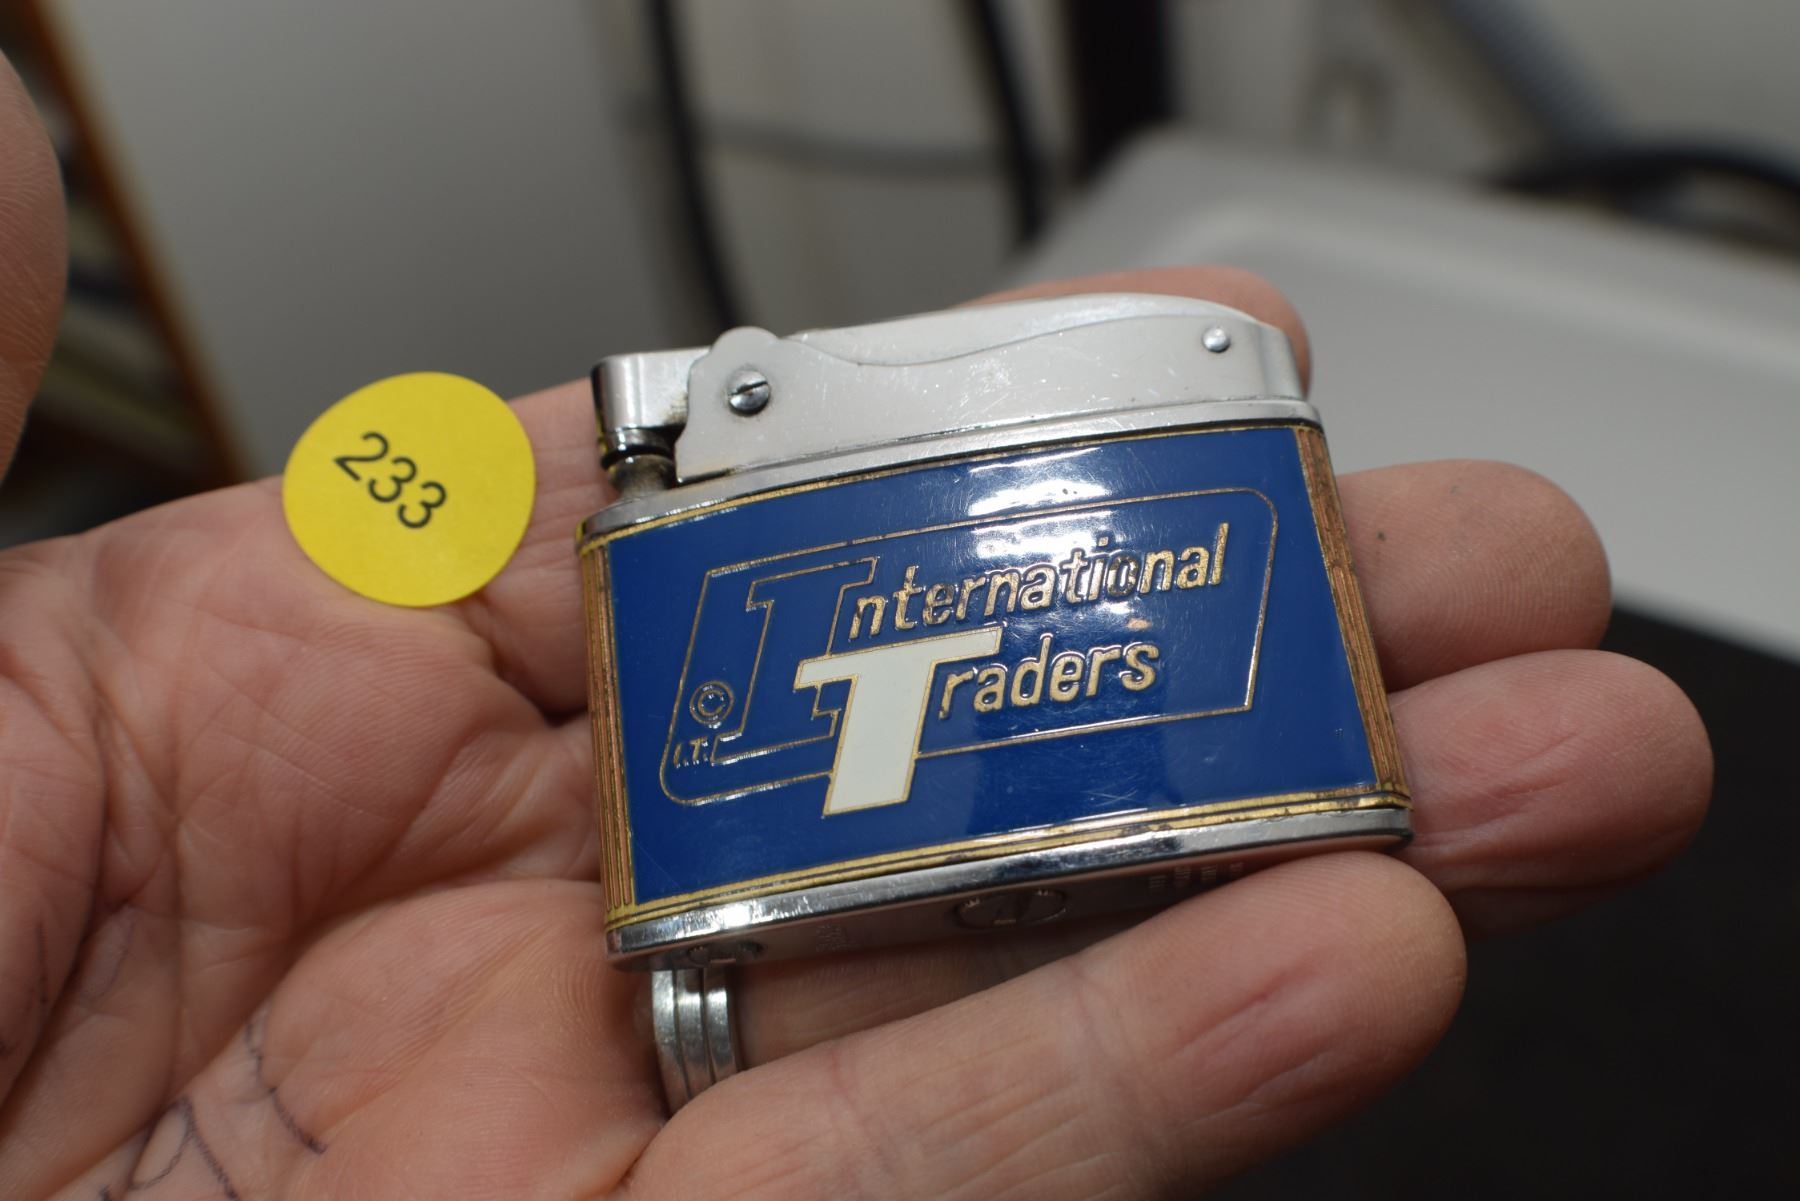 233
International
Traders
©
I.T.